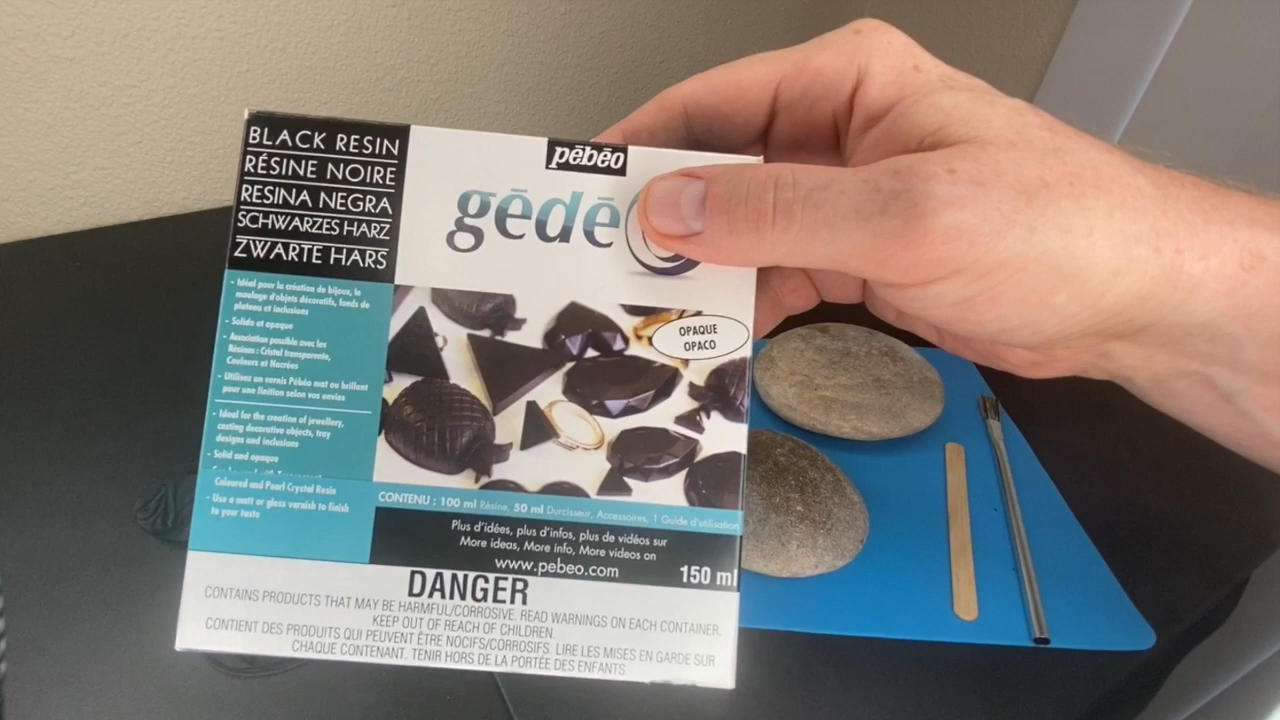 BLACK RESIN
RÉSINE NOIRE
RESINA NEGRA
SCHWARZES HARZ
ZWARTE HARS
pēbēo
gēdē
- Idéal pour la création de bijoux, le
moulage d'objets décoratifs, fonds de
plateau et inclusions
- Solide et opaque
- Association possible avec les
Résines : Cristal transparente,
Couleurs et Nacrées
- Utilisez un vernis Pébéo mat ou brillant
pour une finition selon vos envies
- Ideal for the creation of jewellery,
casting decorative objects, tray
designs and inclusions
- Solid and opaque
Coloured and Pearl Crystal Resin
- Use a matt or gloss varnish to finish
to your taste
OPAQUE
OPACO
CONTENU : 100 ml Résine, 50 ml Durcisseur, Accessoires, 1 Guide d'utilisation
Plus d'idées, plus d'infos, plus de vidéos sur
More ideas, More info, More videos on
www.pebeo.com
150 ml
DANGER
CONTAINS PRODUCTS THAT MAY BE HARMFUL/CORROSIVE. READ WARNINGS ON EACH CONTAINER.
KEEP OUT OF REACH OF CHILDREN.
CONTIENT DES PRODUITS QUI PEUVENT ÊTRE NOCIFS/CORROSIFS. LIRE LES MISES EN GARDE SUR
CHAQUE CONTENANT. TENIR HORS DE LA PORTÉE DES ENFANTS.